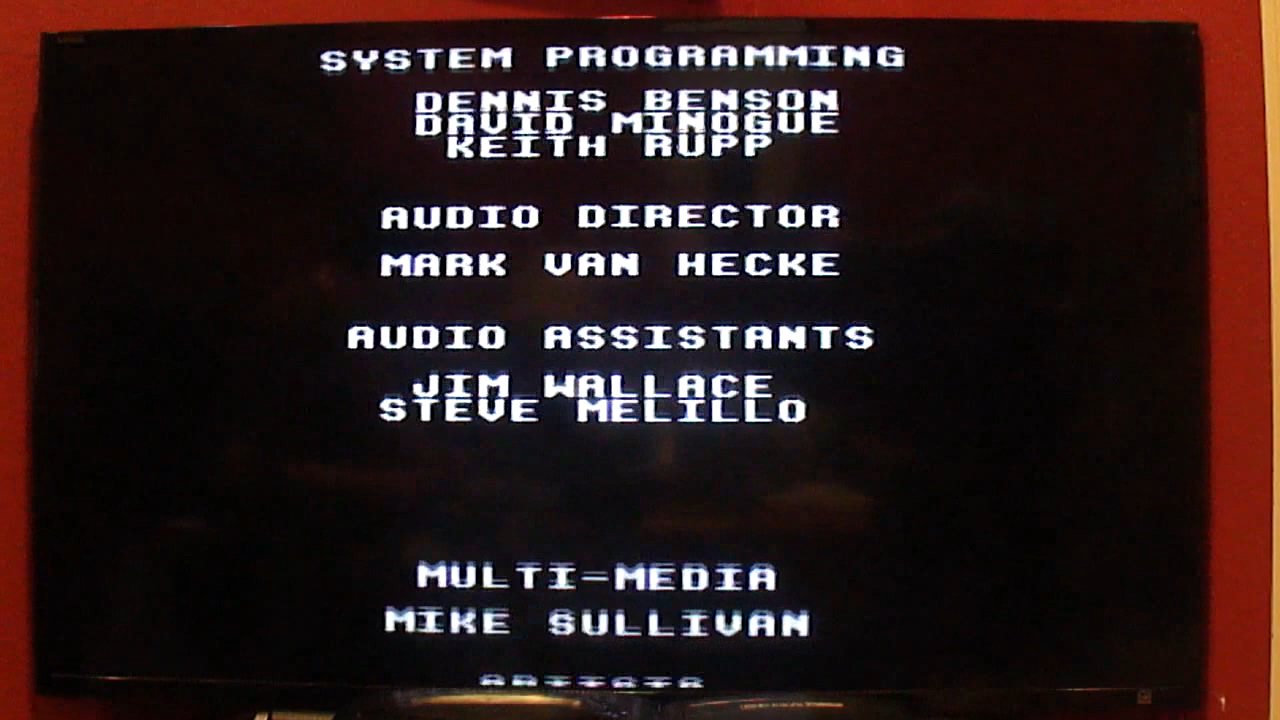 SYSTEM PROGRAMMING
DENNIS BENSON
DAVID MINOGUE
KEITH RUPP
AUDIO DIRECTOR
MARK VAN HECKE
AUDIO ASSISTANTS
JIM WALLACE
STEVE MELILLO
MULTI-MEDIA
MIKE SULLIVAN
ARTISTS